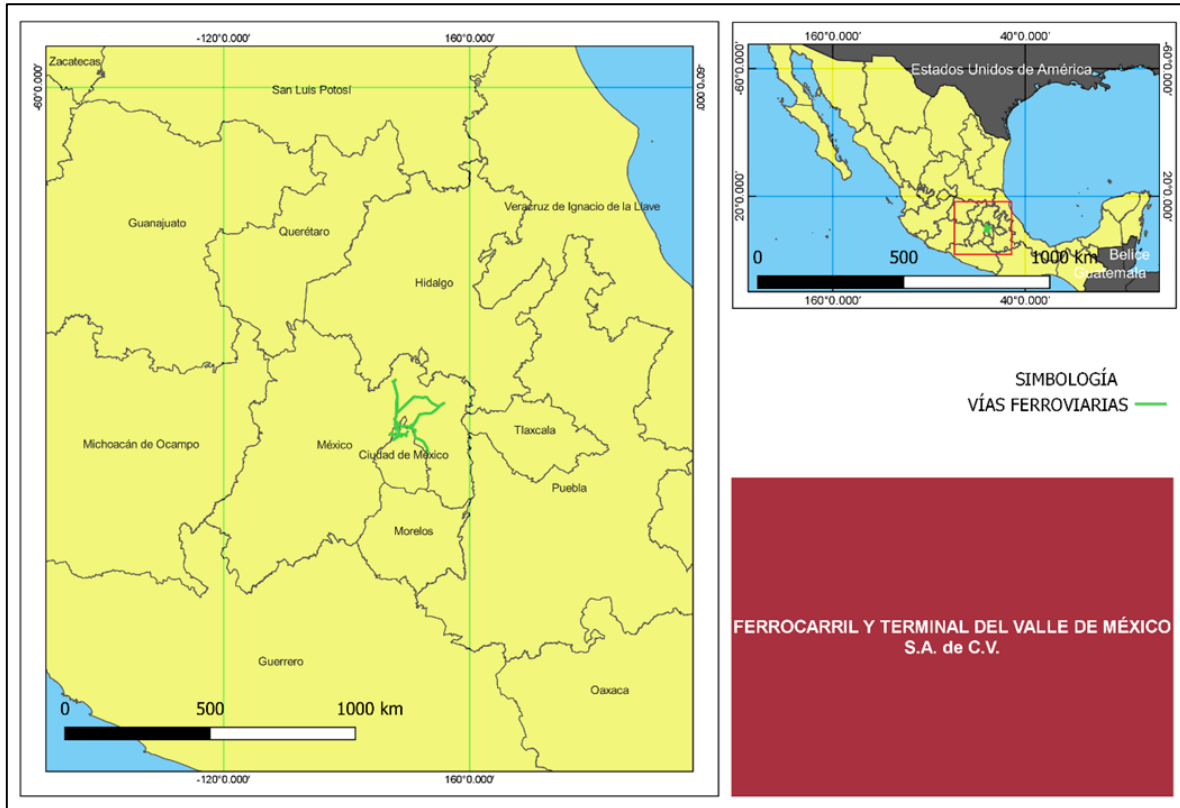 -120°0.000'
160°0.000'
-60°0.000'
-60°0.000'
Zacatecas
San Luis Potosí
Guanajuato
Querétaro
Veracruz de Ignacio de la Llave
Hidalgo
Michoacán de Ocampo
México
Ciudad de México
Tlaxcala
Puebla
Morelos
Guerrero
Oaxaca
0 500 1000 km
-120°0.000'
160°0.000'
160°0.000'
40°0.000'
-60°0.000'
-60°0.000'
Estados Unidos de América
20°0.000'
20°0.000'
0 500 1000 km
Belice
Guatemala
160°0.000'
40°0.000'
SIMBOLOGÍA
VÍAS FERROVIARIAS
FERROCARRIL Y TERMINAL DEL VALLE DE MÉXICO
S.A. de C.V.